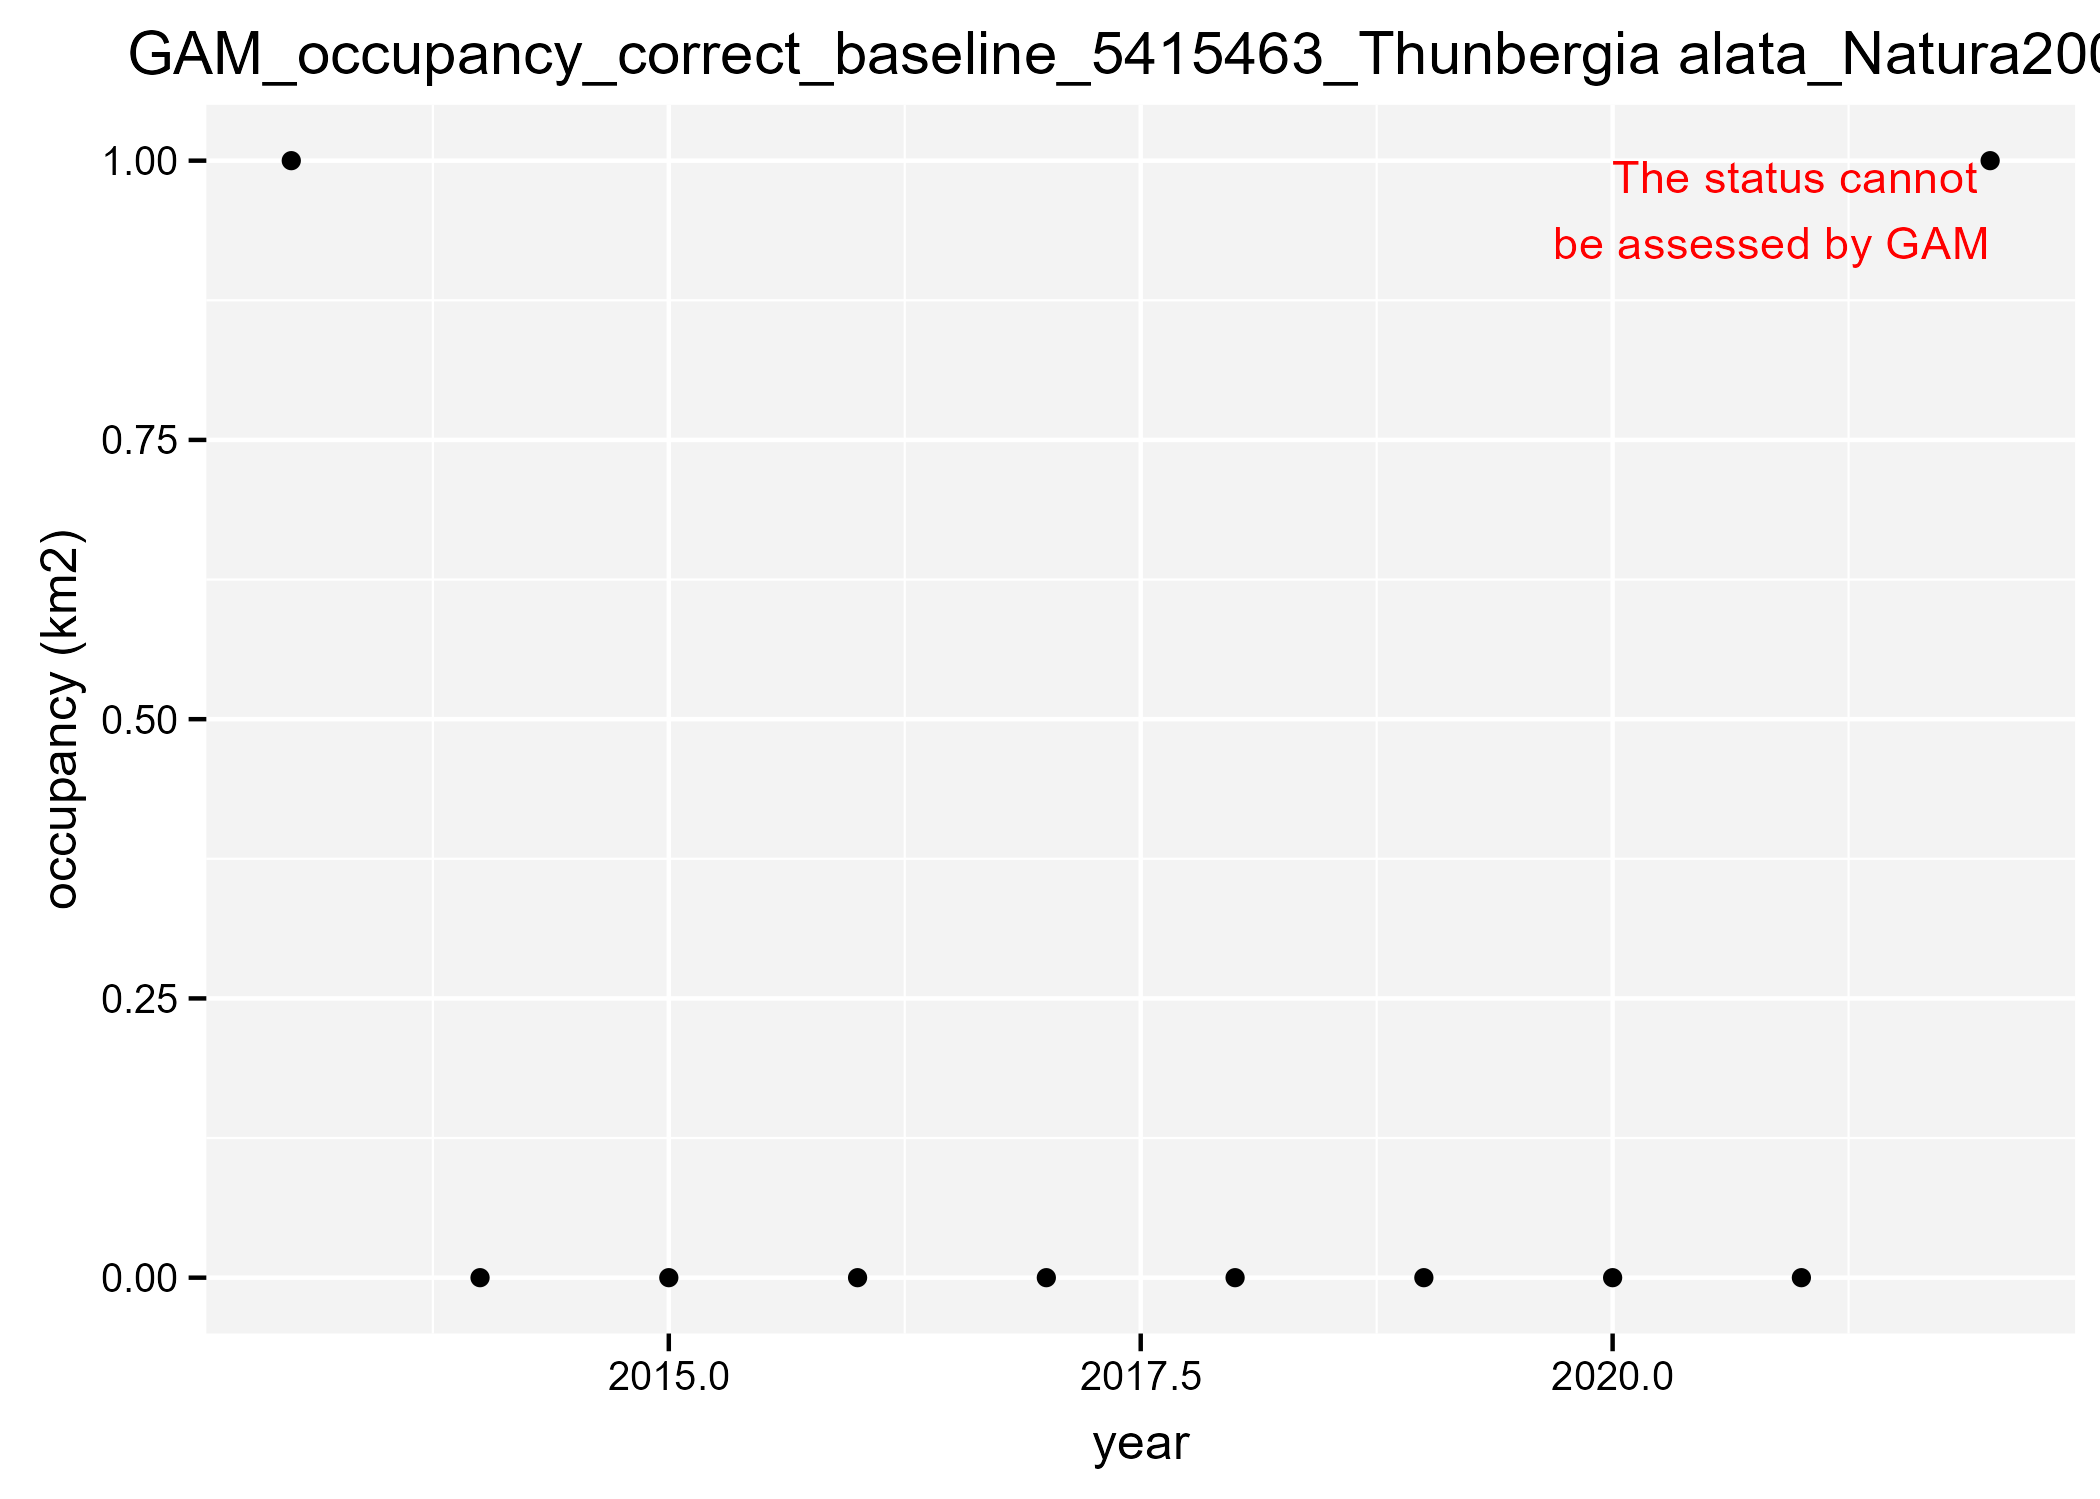 GAM_occupancy_correct_baseline_5415463_Thunbergia alata_Natura200
1.00
The status cannot
be assessed by GAM
0.75
occupancy (km2)
0.50
0.25
0.00
2015.0 2017.5 2020.0
year